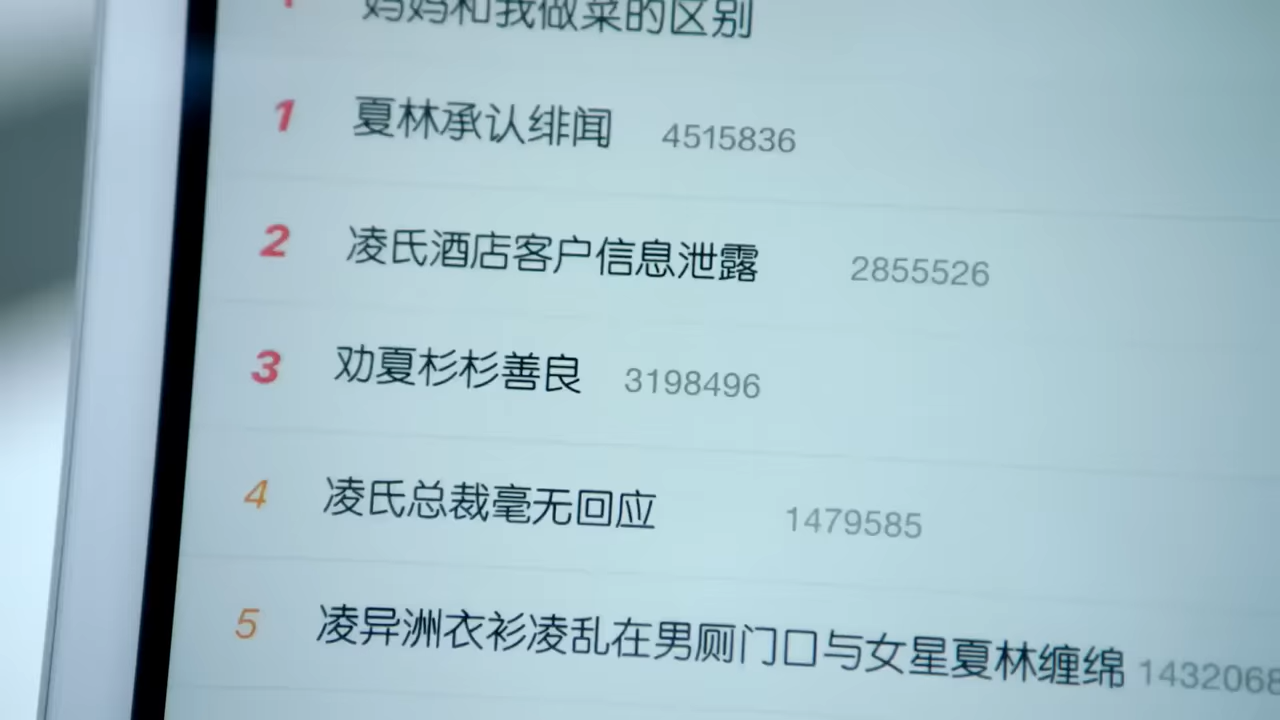 妈妈和我做菜的区别
1 夏林承认绯闻 4515836
2 凌氏酒店客户信息泄露 2855526
3 劝夏杉杉善良 3198496
4 凌氏总裁毫无回应 1479585
5 凌异洲衣衫凌乱在男厕门口与女星夏林缠绵 1432068